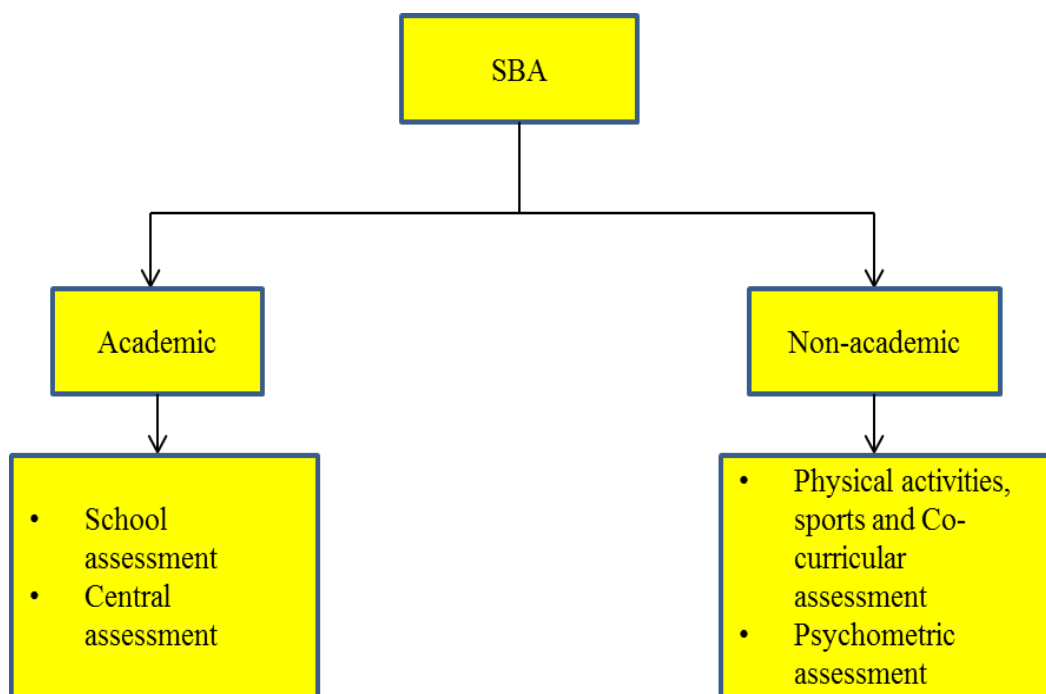 SBA
Academic
Non-academic
• School
assessment
• Central
assessment
• Physical activities,
sports and Co-
curricular
assessment
• Psychometric
assessment